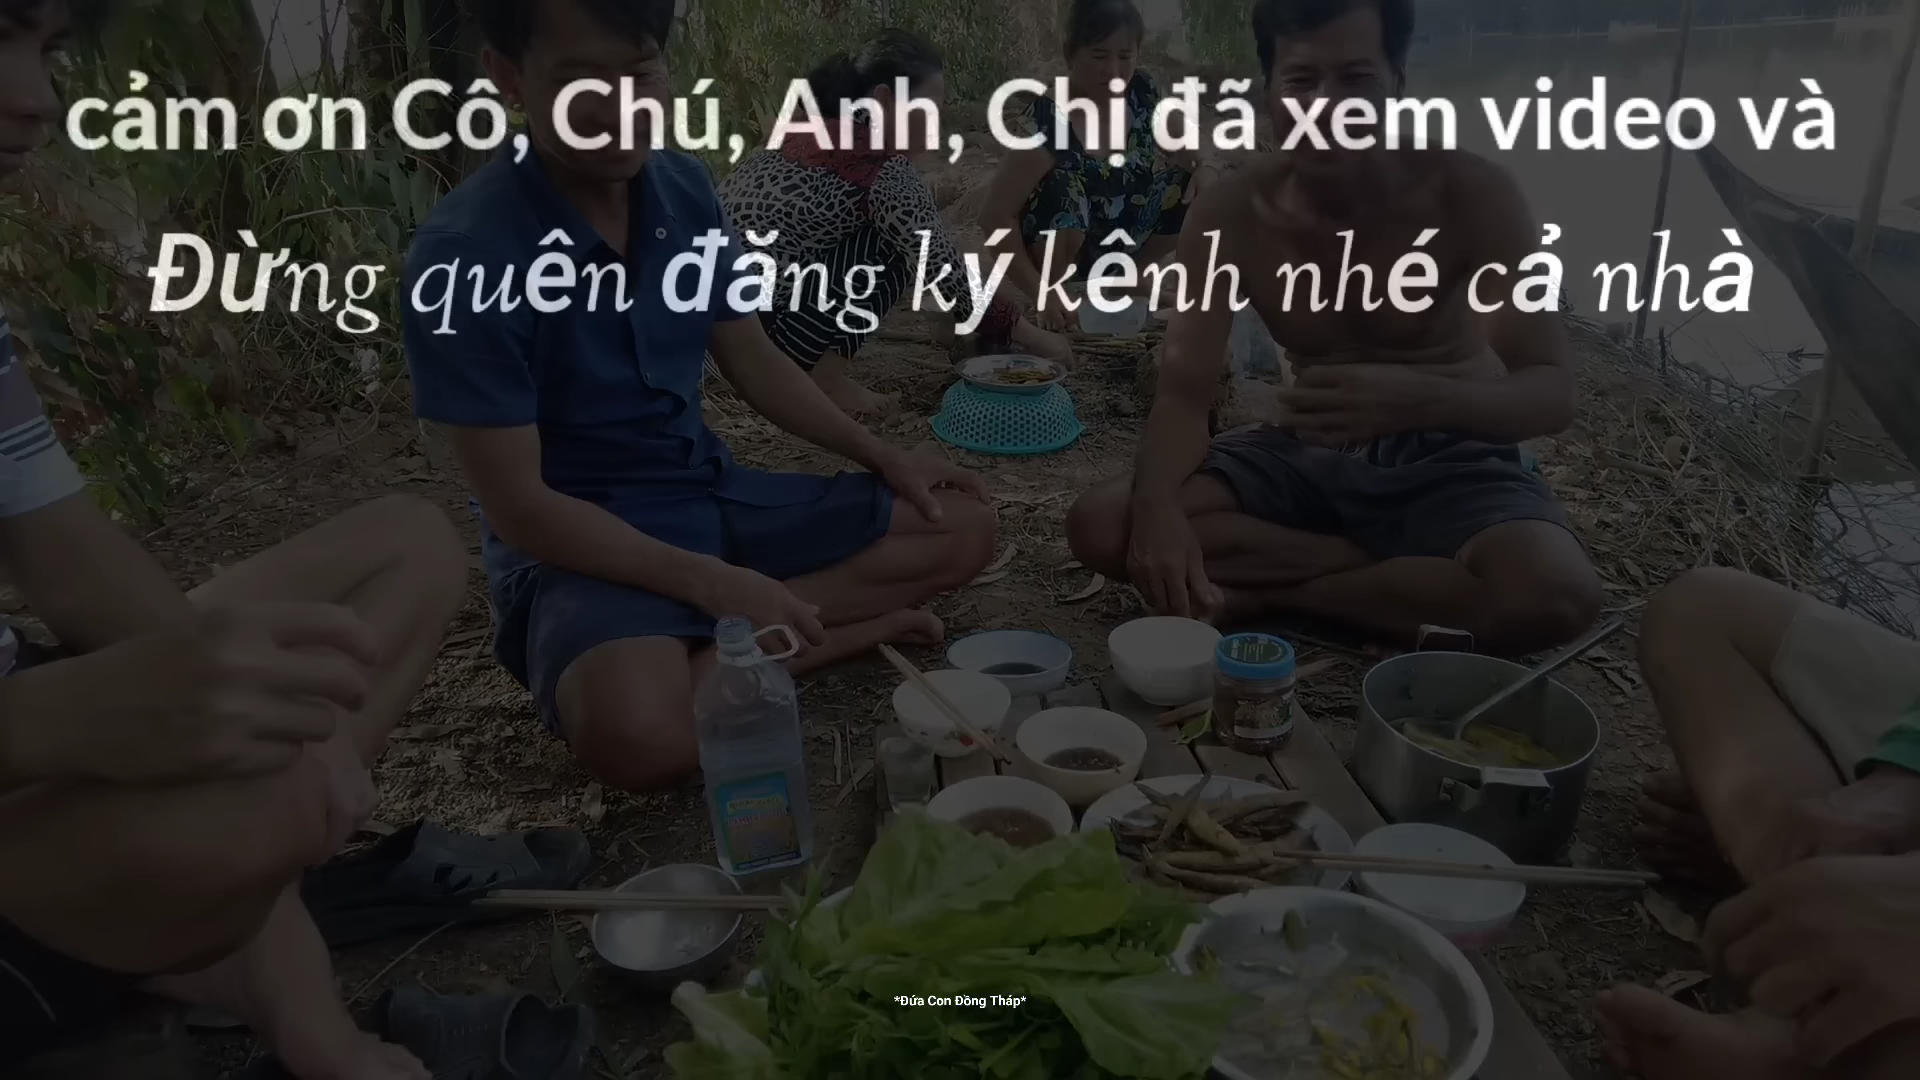 cảm ơn Cô, Chú, Anh, Chị đã xem video và
Đừng quên đăng ký kênh nhé cả nhà
*Đứa Con Đồng Tháp*